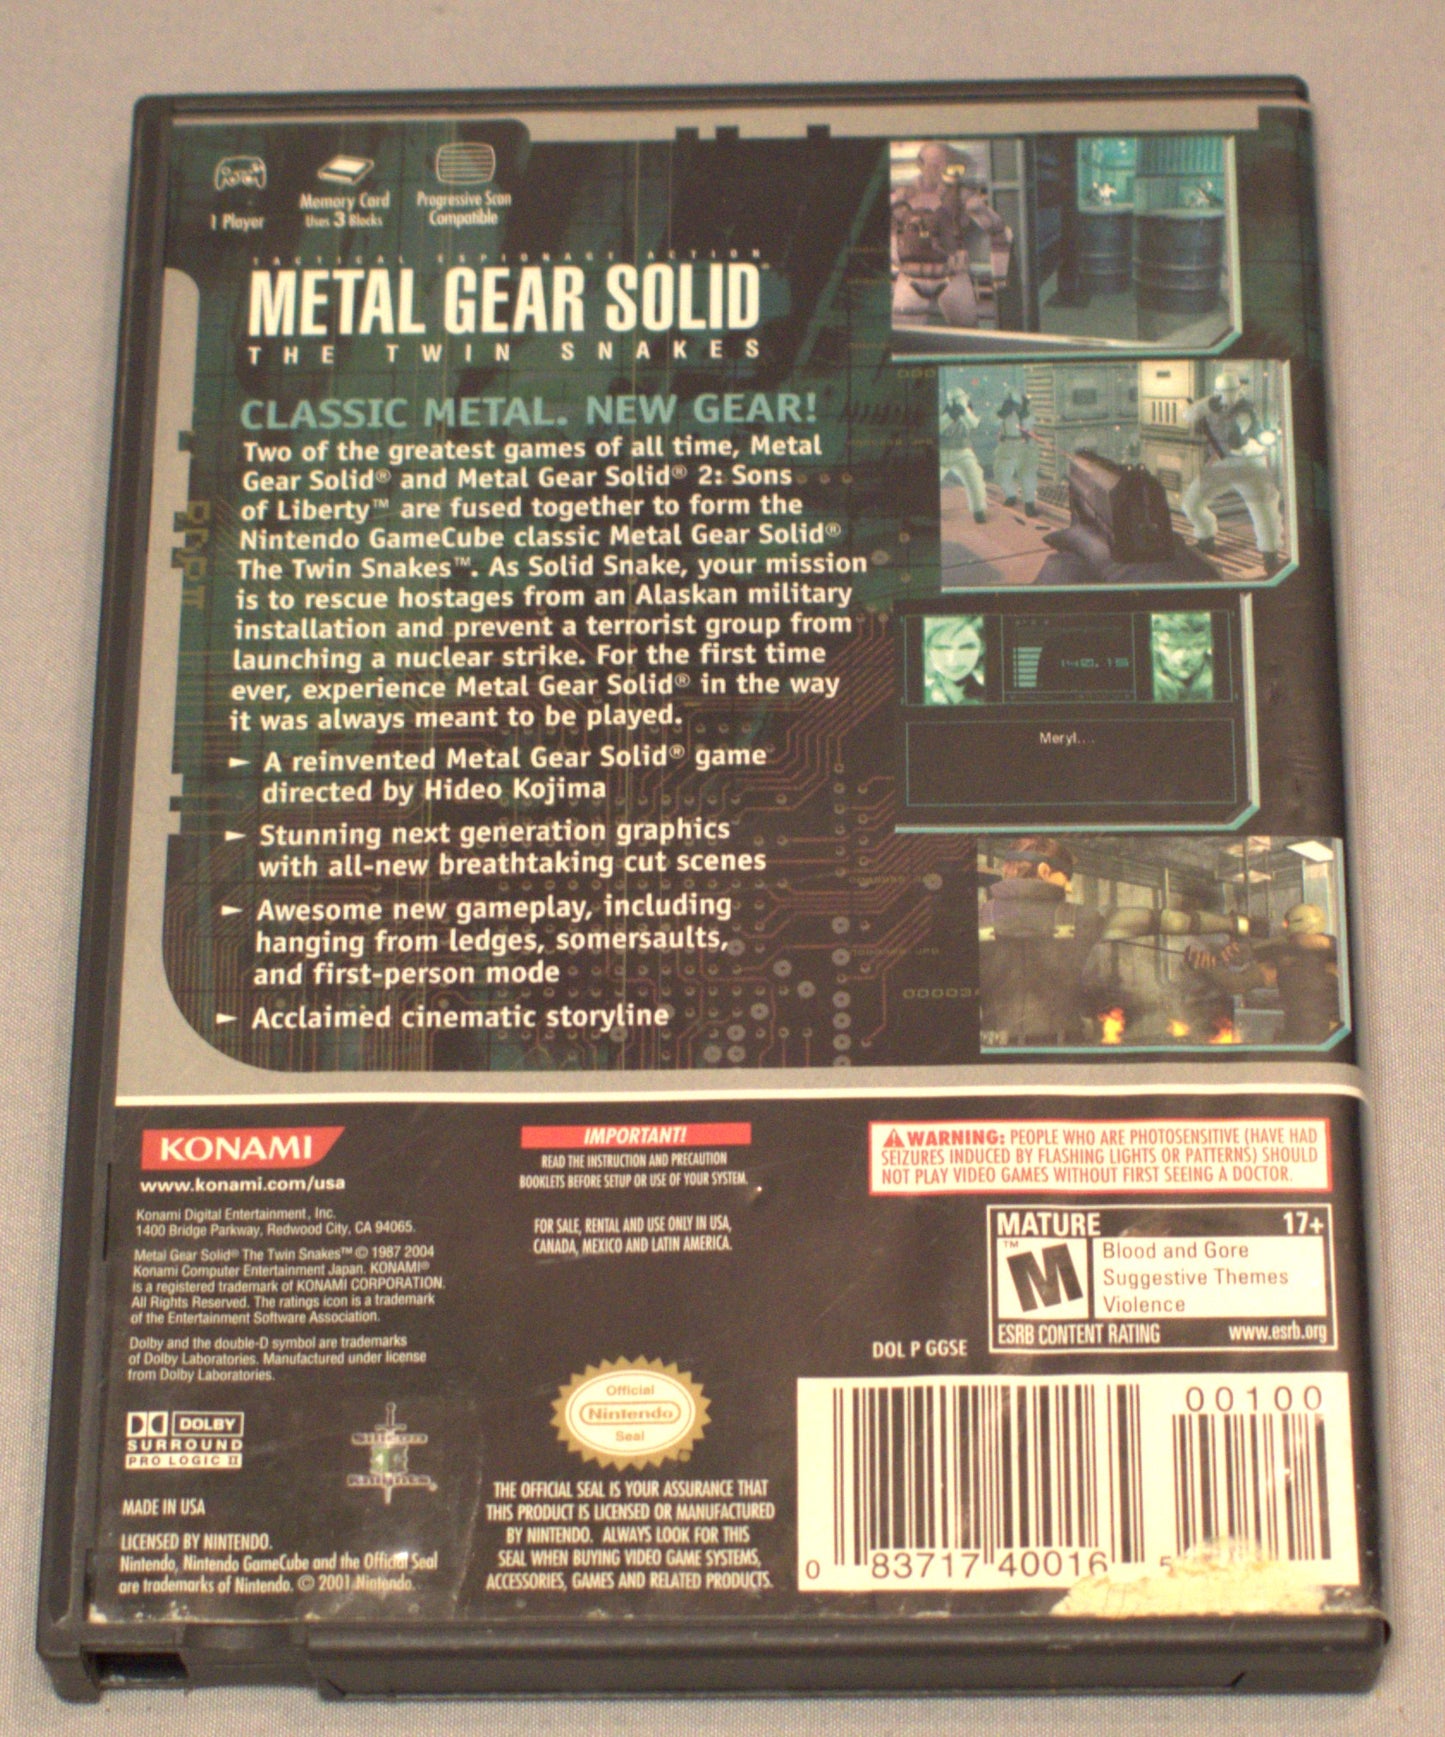 1 Player
Memory Card
Uses 3 Blocks
Progressive Scan
Compatible
TACTICAL ESPIONAGE ACTION
METAL GEAR SOLID®
THE TWIN SNAKES
CLASSIC METAL. NEW GEAR!
Two of the greatest games of all time, Metal
Gear Solid® and Metal Gear Solid® 2: Sons
of Liberty™ are fused together to form the
Nintendo GameCube classic Metal Gear Solid®
The Twin Snakes™. As Solid Snake, your mission
is to rescue hostages from an Alaskan military
installation and prevent a terrorist group from
launching a nuclear strike. For the first time
ever, experience Metal Gear Solid® in the way
it was always meant to be played.
► A reinvented Metal Gear Solid® game
directed by Hideo Kojima
► Stunning next generation graphics
with all-new breathtaking cut scenes
► Awesome new gameplay, including
hanging from ledges, somersaults,
and first-person mode
► Acclaimed cinematic storyline
140.15
Meryl...
KONAMI
www.konami.com/usa
Konami Digital Entertainment, Inc.
1400 Bridge Parkway, Redwood City, CA 94065.
Metal Gear Solid® The Twin Snakes™ © 1987 2004
Konami Computer Entertainment Japan. KONAMI®
is a registered trademark of KONAMI CORPORATION.
All Rights Reserved. The ratings icon is a trademark
of the Entertainment Software Association.
Dolby and the double-D symbol are trademarks
of Dolby Laboratories. Manufactured under license
from Dolby Laboratories.
DOLBY
SURROUND
PRO LOGIC II
Silicon
Knights
MADE IN USA
LICENSED BY NINTENDO.
Nintendo, Nintendo GameCube and the Official Seal
are trademarks of Nintendo. © 2001 Nintendo.
IMPORTANT!
READ THE INSTRUCTION AND PRECAUTION
BOOKLETS BEFORE SETUP OR USE OF YOUR SYSTEM.
FOR SALE, RENTAL AND USE ONLY IN USA,
CANADA, MEXICO AND LATIN AMERICA.
Official
Nintendo
Seal
THE OFFICIAL SEAL IS YOUR ASSURANCE THAT
THIS PRODUCT IS LICENSED OR MANUFACTURED
BY NINTENDO. ALWAYS LOOK FOR THIS
SEAL WHEN BUYING VIDEO GAME SYSTEMS,
ACCESSORIES, GAMES AND RELATED PRODUCTS.
WARNING: PEOPLE WHO ARE PHOTOSENSITIVE (HAVE HAD
SEIZURES INDUCED BY FLASHING LIGHTS OR PATTERNS) SHOULD
NOT PLAY VIDEO GAMES WITHOUT FIRST SEEING A DOCTOR.
MATURE 17+
M™
Blood and Gore
Suggestive Themes
Violence
ESRB CONTENT RATING www.esrb.org
DOL P GGSE
00100
0 83717 40016 5